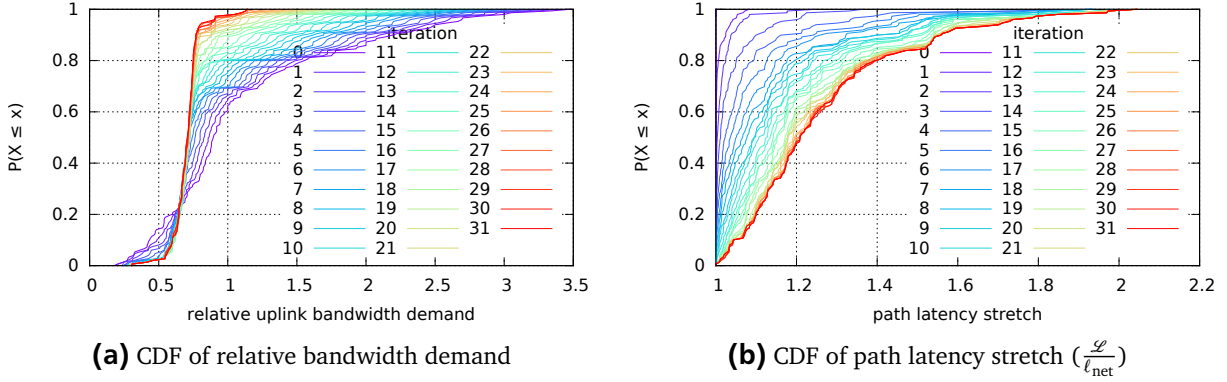 1
0.8
0.6
0.4
0.2
0
P(X ≤ x)
0 0.5 1 1.5 2 2.5 3 3.5
relative uplink bandwidth demand
iteration
0 11 22
1 12 23
2 13 24
3 14 25
4 15 26
5 16 27
6 17 28
7 18 29
8 19 30
9 20 31
10 21
(a) CDF of relative bandwidth demand
1
0.8
0.6
0.4
0.2
0
P(X ≤ x)
1 1.2 1.4 1.6 1.8 2 2.2
path latency stretch
iteration
0 11 22
1 12 23
2 13 24
3 14 25
4 15 26
5 16 27
6 17 28
7 18 29
8 19 30
9 20 31
10 21
(b) CDF of path latency stretch (ℒ/ℓnet)